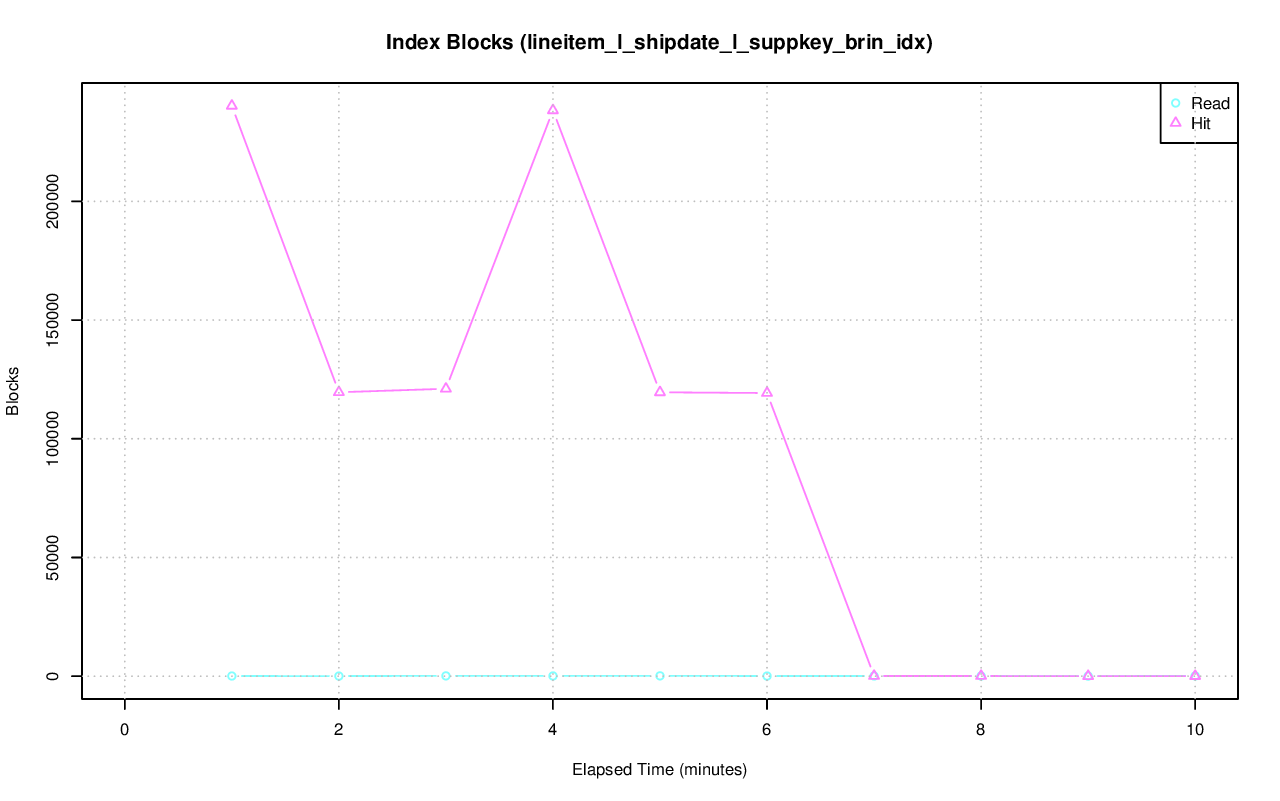 Index Blocks (lineitem_l_shipdate_l_suppkey_brin_idx)
Read
Hit
200000
150000
100000
50000
0
Blocks
0 2 4 6 8 10
Elapsed Time (minutes)